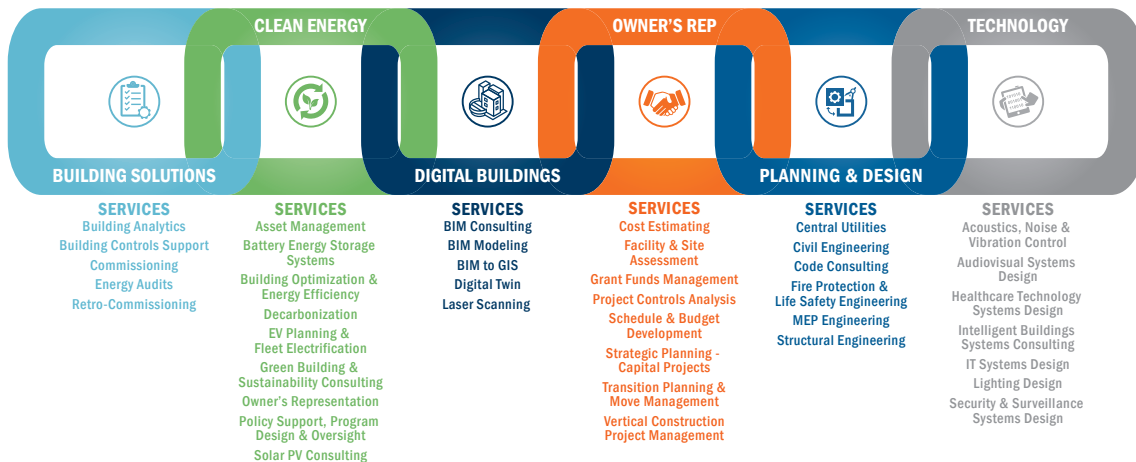 CLEAN ENERGY
OWNER'S REP
TECHNOLOGY
BUILDING SOLUTIONS
DIGITAL BUILDINGS
PLANNING & DESIGN
SERVICES
Building Analytics
Building Controls Support
Commissioning
Energy Audits
Retro-Commissioning
SERVICES
Asset Management
Battery Energy Storage
Systems
Building Optimization &
Energy Efficiency
Decarbonization
EV Planning &
Fleet Electrification
Green Building &
Sustainability Consulting
Owner's Representation
Policy Support, Program
Design & Oversight
Solar PV Consulting
SERVICES
BIM Consulting
BIM Modeling
BIM to GIS
Digital Twin
Laser Scanning
SERVICES
Cost Estimating
Facility & Site
Assessment
Grant Funds Management
Project Controls Analysis
Schedule & Budget
Development
Strategic Planning -
Capital Projects
Transition Planning &
Move Management
Vertical Construction
Project Management
SERVICES
Central Utilities
Civil Engineering
Code Consulting
Fire Protection &
Life Safety Engineering
MEP Engineering
Structural Engineering
SERVICES
Acoustics, Noise &
Vibration Control
Audiovisual Systems
Design
Healthcare Technology
Systems Design
Intelligent Buildings
Systems Consulting
IT Systems Design
Lighting Design
Security & Surveillance
Systems Design